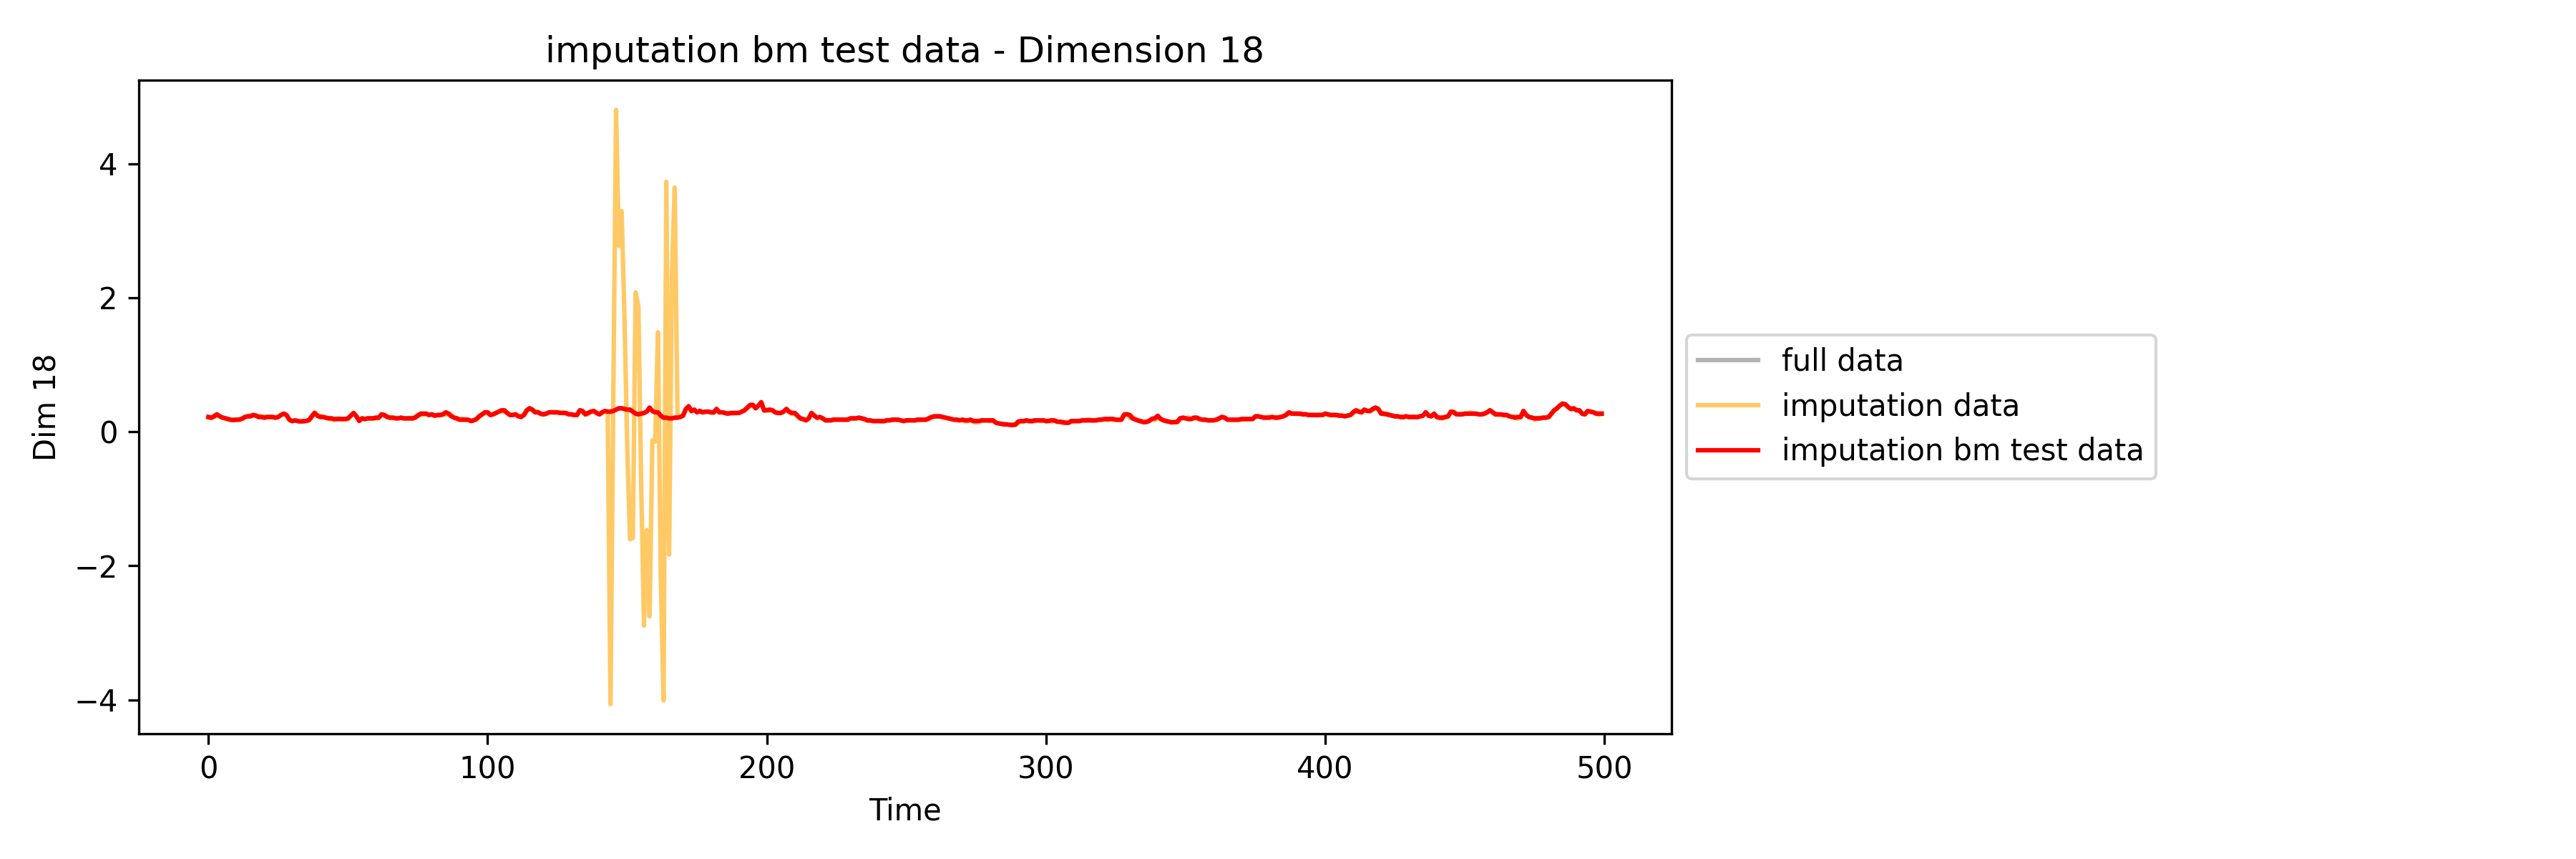 imputation bm test data - Dimension 18
4
2
0
−2
−4
Dim 18
0
100
200
300
400
500
Time
full data
imputation data
imputation bm test data